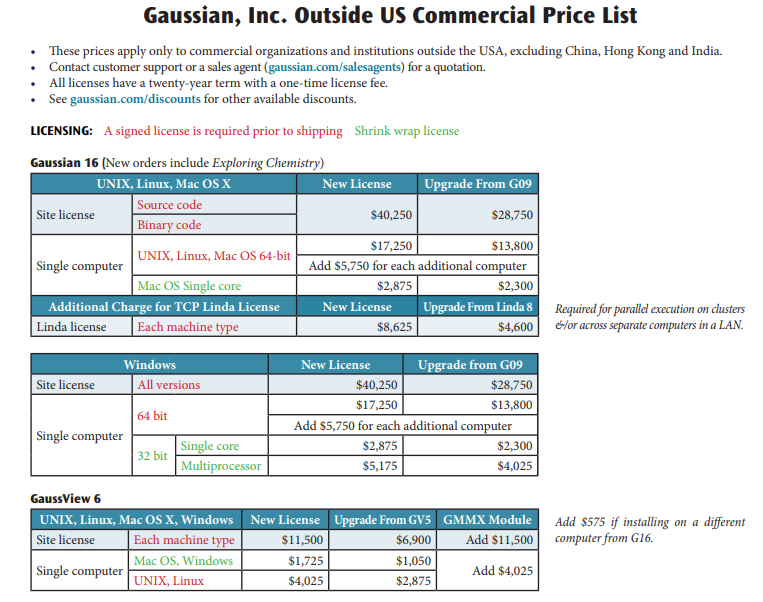 Gaussian, Inc. Outside US Commercial Price List
• These prices apply only to commercial organizations and institutions outside the USA, excluding China, Hong Kong and India.
• Contact customer support or a sales agent (gaussian.com/salesagents) for a quotation.
• All licenses have a twenty-year term with a one-time license fee.
• See gaussian.com/discounts for other available discounts.
LICENSING: A signed license is required prior to shipping Shrink wrap license
Gaussian 16 (New orders include Exploring Chemistry)
UNIX, Linux, Mac OS X New License Upgrade From G09
Site license Source code $40,250 $28,750
Binary code
Single computer UNIX, Linux, Mac OS 64-bit $17,250 $13,800
Add $5,750 for each additional computer
Mac OS Single core $2,875 $2,300
Additional Charge for TCP Linda License New License Upgrade From Linda 8
Linda license Each machine type $8,625 $4,600
Required for parallel execution on clusters
&/or across separate computers in a LAN.
Windows New License Upgrade from G09
Site license All versions $40,250 $28,750
Single computer 64 bit $17,250 $13,800
Add $5,750 for each additional computer
32 bit Single core $2,875 $2,300
Multiprocessor $5,175 $4,025
GaussView 6
UNIX, Linux, Mac OS X, Windows New License Upgrade From GV5 GMMX Module
Site license Each machine type $11,500 $6,900 Add $11,500
Single computer Mac OS, Windows $1,725 $1,050 Add $4,025
UNIX, Linux $4,025 $2,875
Add $575 if installing on a different
computer from G16.